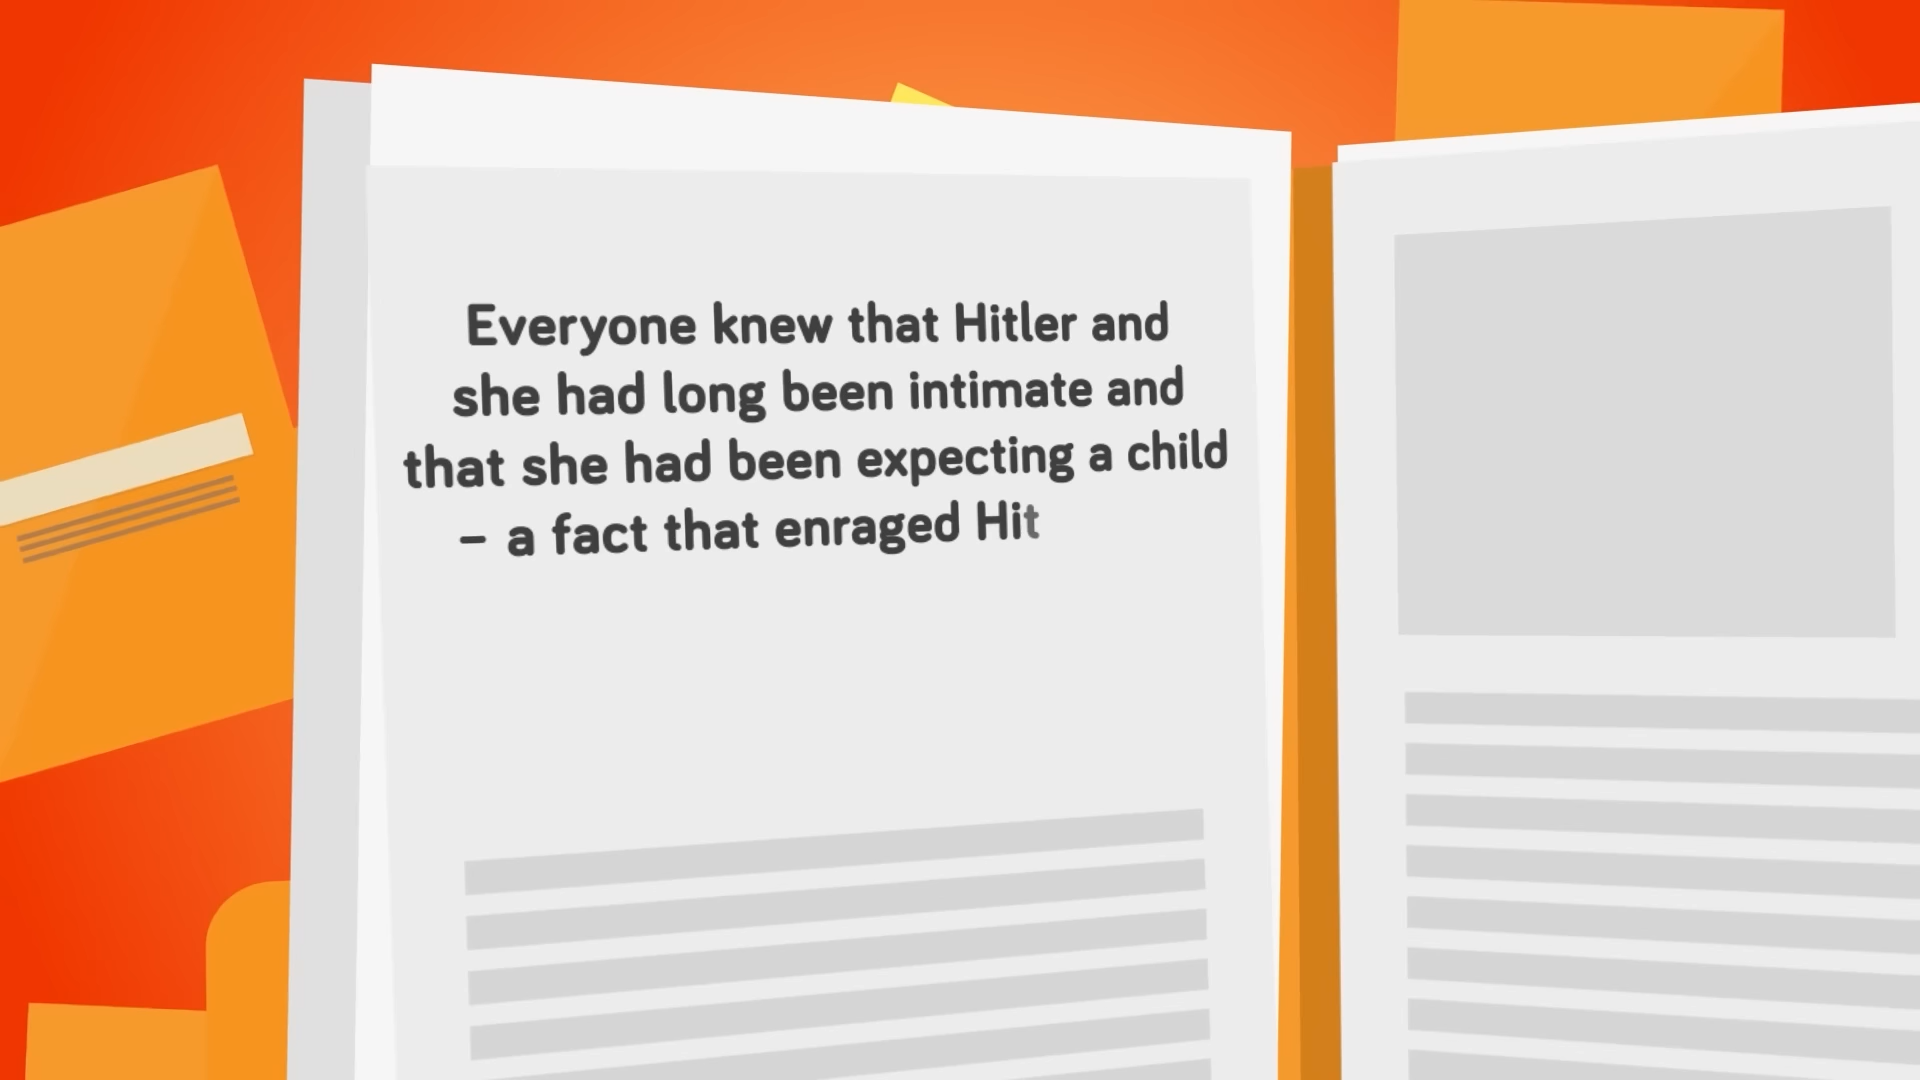 Everyone knew that Hitler and
she had long been intimate and
that she had been expecting a child
– a fact that enraged Hit